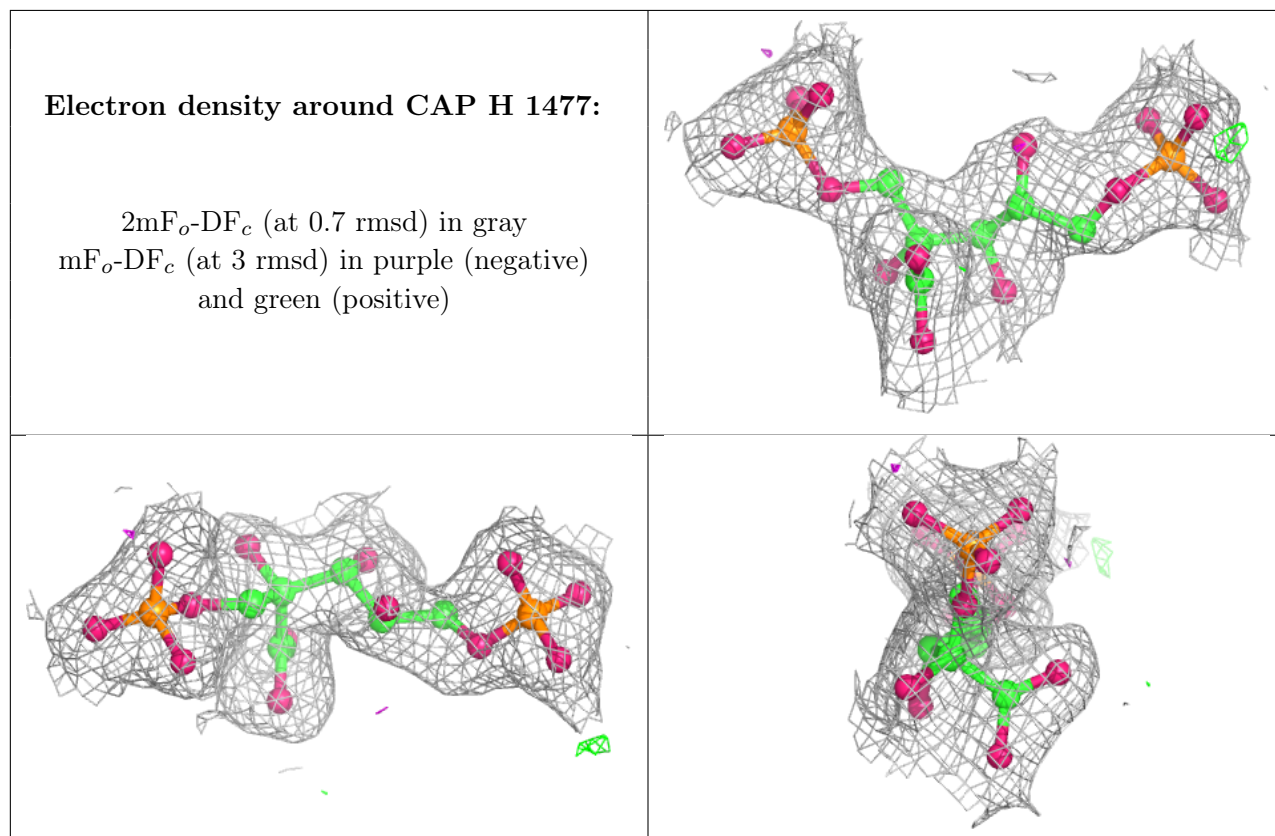 Electron density around CAP H 1477:
2mFo-DFc (at 0.7 rmsd) in gray
mFo-DFc (at 3 rmsd) in purple (negative)
and green (positive)